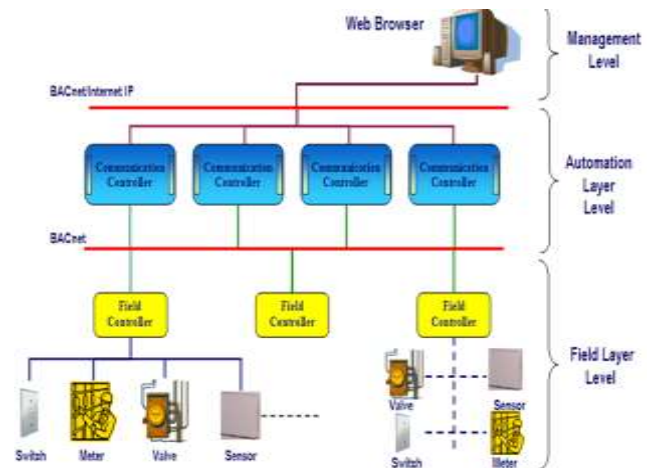 Web Browser
Management
Level
BACnet/Internet IP
Communication
Controller
Communication
Controller
Communication
Controller
Communication
Controller
Automation
Layer
Level
BACnet
Field
Controller
Field
Controller
Field
Controller
Field Layer
Level
Switch
Meter
Valve
Sensor
Valve
Sensor
Switch
Meter